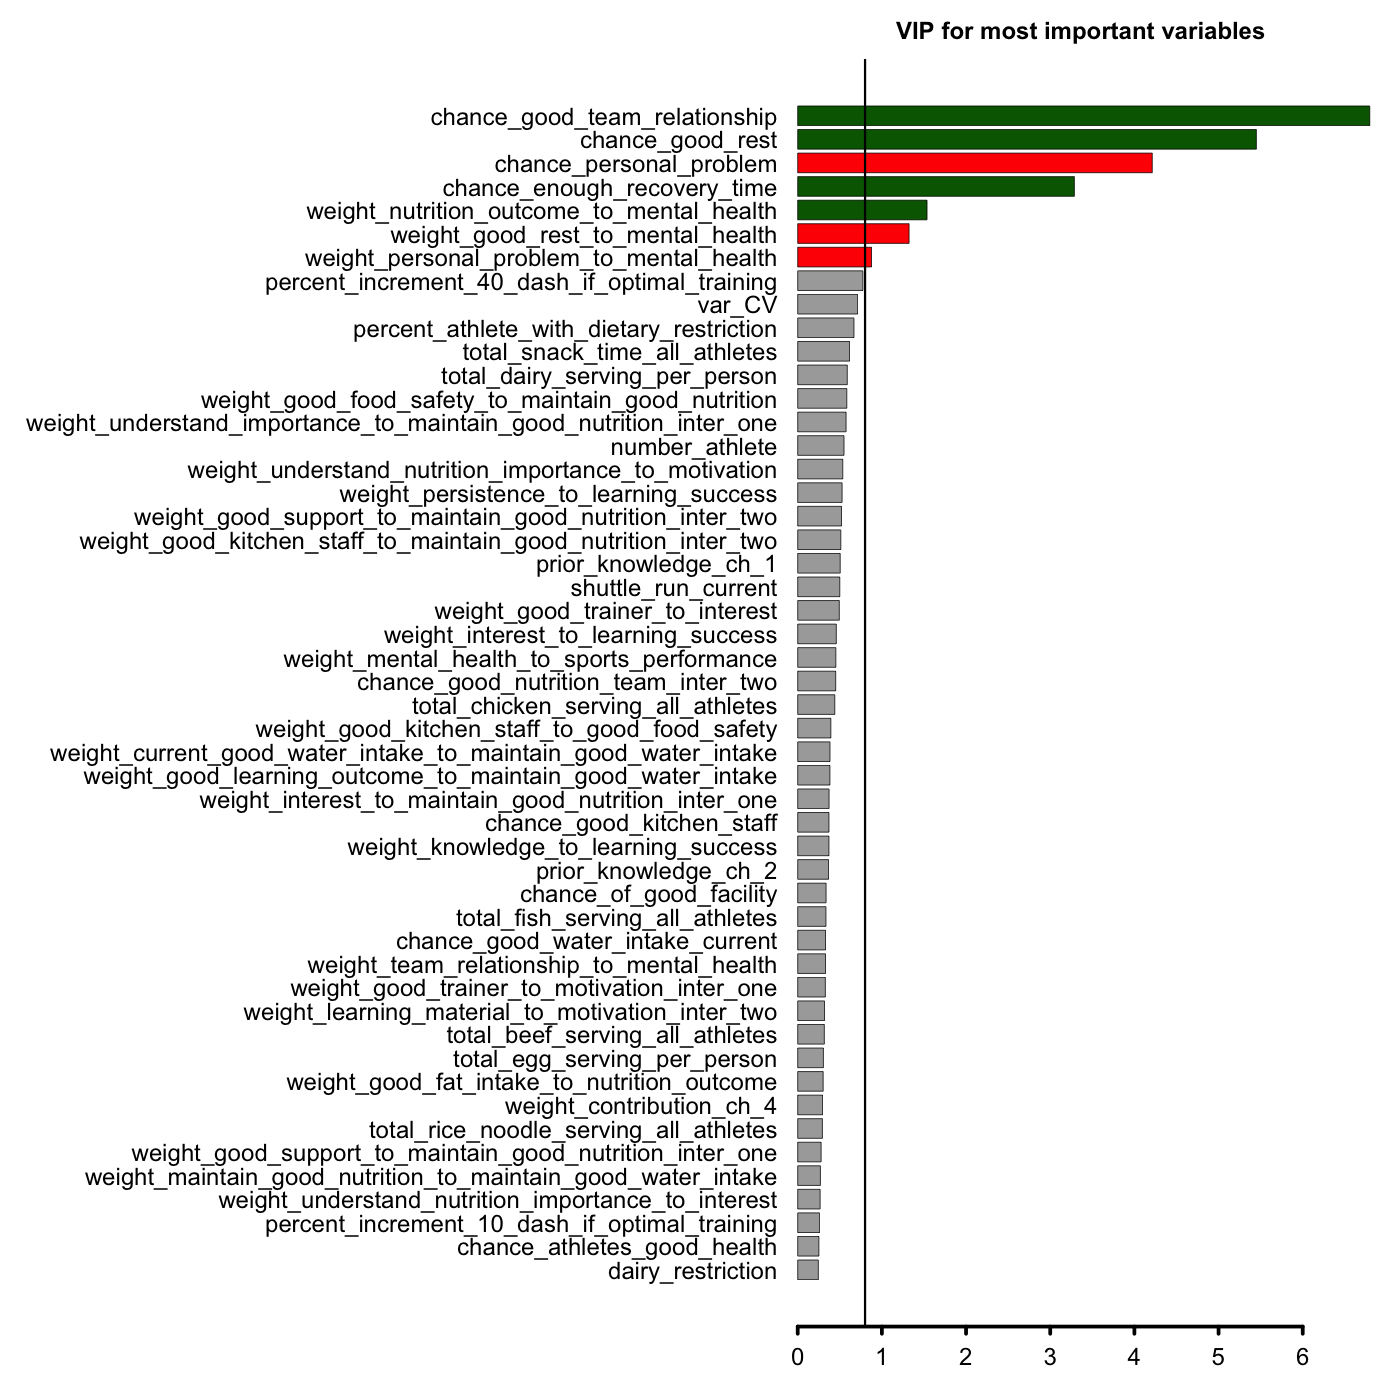 VIP for most important variables
chance_good_team_relationship
chance_good_rest
chance_personal_problem
chance_enough_recovery_time
weight_nutrition_outcome_to_mental_health
weight_good_rest_to_mental_health
weight_personal_problem_to_mental_health
percent_increment_40_dash_if_optimal_training
var_CV
percent_athlete_with_dietary_restriction
total_snack_time_all_athletes
total_dairy_serving_per_person
weight_good_food_safety_to_maintain_good_nutrition
weight_understand_importance_to_maintain_good_nutrition_inter_one
number_athlete
weight_understand_nutrition_importance_to_motivation
weight_persistence_to_learning_success
weight_good_support_to_maintain_good_nutrition_inter_two
weight_good_kitchen_staff_to_maintain_good_nutrition_inter_two
prior_knowledge_ch_1
shuttle_run_current
weight_good_trainer_to_interest
weight_interest_to_learning_success
weight_mental_health_to_sports_performance
chance_good_nutrition_team_inter_two
total_chicken_serving_all_athletes
weight_good_kitchen_staff_to_good_food_safety
weight_current_good_water_intake_to_maintain_good_water_intake
weight_good_learning_outcome_to_maintain_good_water_intake
weight_interest_to_maintain_good_nutrition_inter_one
chance_good_kitchen_staff
weight_knowledge_to_learning_success
prior_knowledge_ch_2
chance_of_good_facility
total_fish_serving_all_athletes
chance_good_water_intake_current
weight_team_relationship_to_mental_health
weight_good_trainer_to_motivation_inter_one
weight_learning_material_to_motivation_inter_two
total_beef_serving_all_athletes
total_egg_serving_per_person
weight_good_fat_intake_to_nutrition_outcome
weight_contribution_ch_4
total_rice_noodle_serving_all_athletes
weight_good_support_to_maintain_good_nutrition_inter_one
weight_maintain_good_nutrition_to_maintain_good_water_intake
weight_understand_nutrition_importance_to_interest
percent_increment_10_dash_if_optimal_training
chance_athletes_good_health
dairy_restriction
0 1 2 3 4 5 6